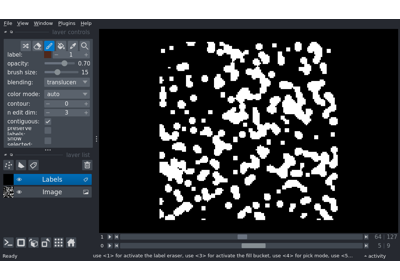 File View Window Plugins Help
layer controls
label: 1
opacity: 0.70
brush size: 15
blending: translucen
color mode: auto
contour: 0
n edit dim: 3
contiguous:
preserve labels:
show selected:
layer list
Labels
Image
1 64 127
0 5 9
Ready use <1> for activate the label eraser, use <3> for activate the fill bucket, use <4> for pick mode, use <5... activity